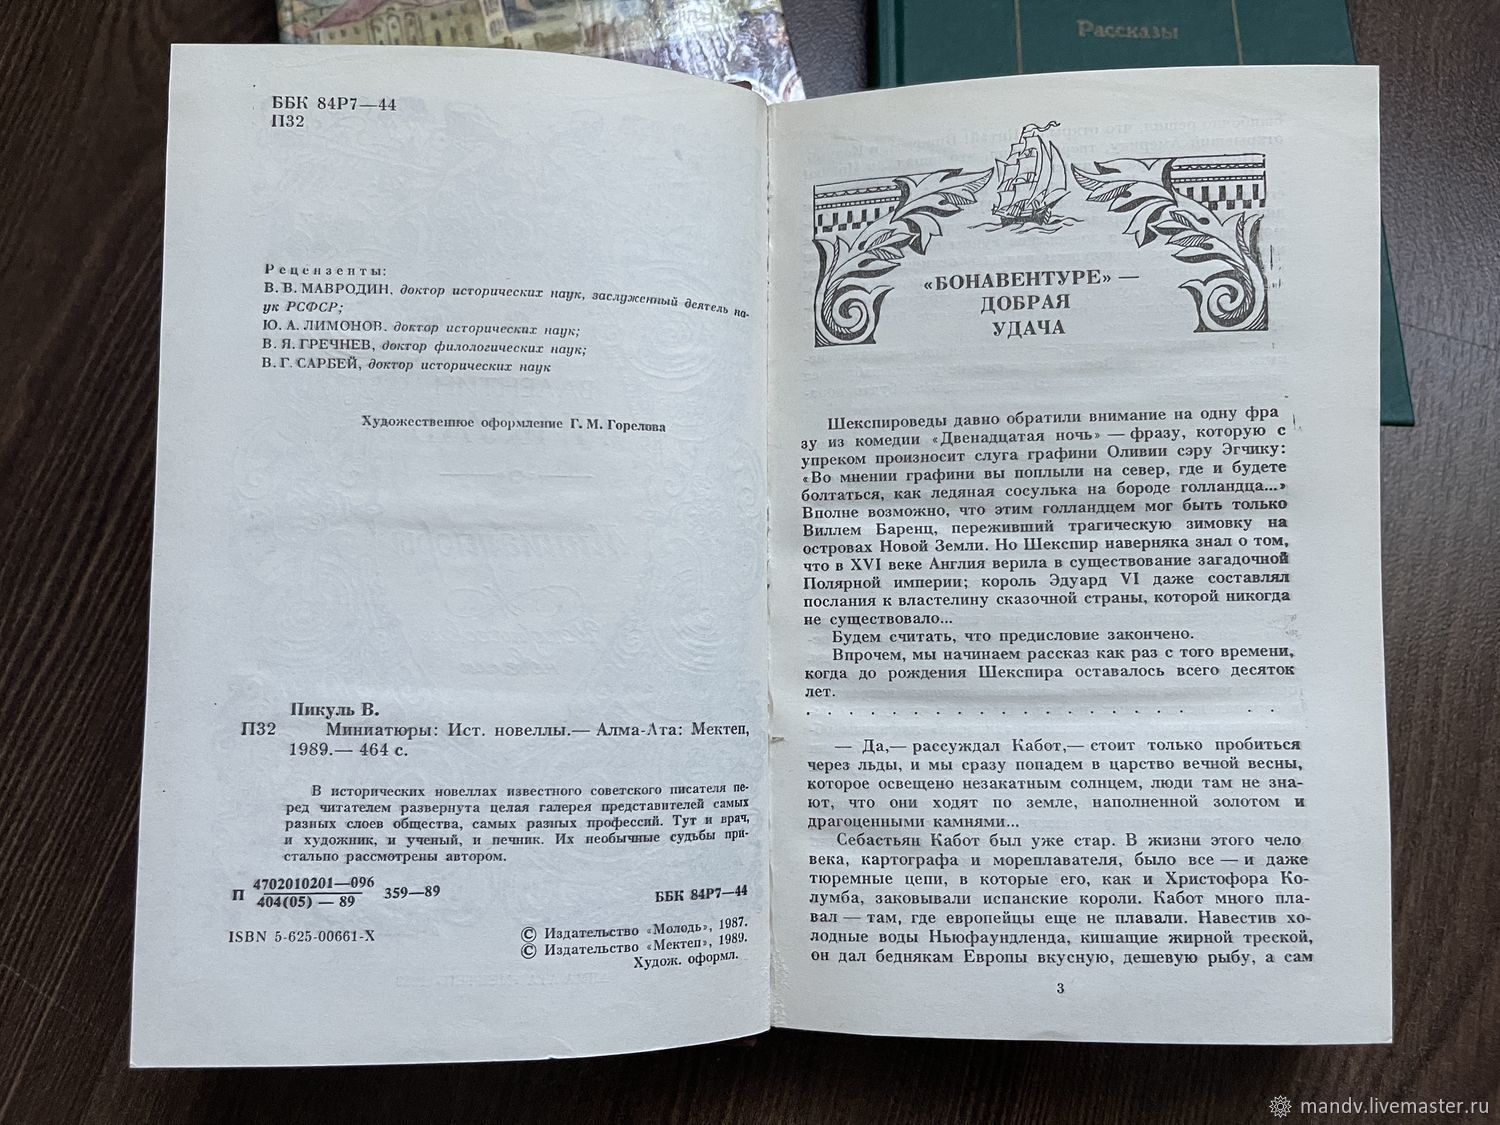 Рассказы
ББК 84Р7—44
П32
Рецензенты:
В. В. МАВРОДИН, доктор исторических наук, заслуженный деятель на-
ук РСФСР;
Ю. А. ЛИМОНОВ, доктор исторических наук;
В. Я. ГРЕЧНЕВ, доктор филологических наук;
В. Г. САРБЕЙ, доктор исторических наук
Художественное оформление Г. М. Горелова
Пикуль В.
П32 Миниатюры: Ист. новеллы.— Алма-Ата: Мектеп,
1989.— 464 с.
В исторических новеллах известного советского писателя пе-
ред читателем развернута целая галерея представителей самых
разных слоев общества, самых разных профессий. Тут и врач,
и художник, и ученый, и печник. Их необычные судьбы при-
стально рассмотрены автором.
П 4702010201—096 359—89
404(05) — 89
ББК 84Р7—44
ISBN 5-625-00661-X
© Издательство «Молодь», 1987.
© Издательство «Мектеп», 1989.
Худож. оформл.
«БОНАВЕНТУРЕ» —
ДОБРАЯ
УДАЧА
Шекспироведы давно обратили внимание на одну фра
зу из комедии «Двенадцатая ночь» — фразу, которую с
упреком произносит слуга графини Оливии сэру Эгчику:
«Во мнении графини вы поплыли на север, где и будете
болтаться, как ледяная сосулька на бороде голландца...»
Вполне возможно, что этим голландцем мог быть только
Виллем Баренц, переживший трагическую зимовку на
островах Новой Земли. Но Шекспир наверняка знал о том,
что в XVI веке Англия верила в существование загадочной
Полярной империи; король Эдуард VI даже составлял
послания к властелину сказочной страны, которой никогда
не существовало...
Будем считать, что предисловие закончено.
Впрочем, мы начинаем рассказ как раз с того времени,
когда до рождения Шекспира оставалось всего десяток
лет.
— Да,— рассуждал Кабот,— стоит только пробиться
через льды, и мы сразу попадем в царство вечной весны,
которое освещено незакатным солнцем, люди там не зна-
ют, что они ходят по земле, наполненной золотом и
драгоценными камнями...
Себастьян Кабот был уже стар. В жизни этого чело
века, картографа и мореплавателя, было все — и даже
тюремные цепи, в которые его, как и Христофора Ко-
лумба, заковывали испанские короли. Кабот много пла-
вал — там, где европейцы еще не плавали. Навестив хо-
лодные воды Ньюфаундленда, кишащие жирной треской,
он дал беднякам Европы вкусную, дешевую рыбу, а сам
3
mandv.livemaster.ru